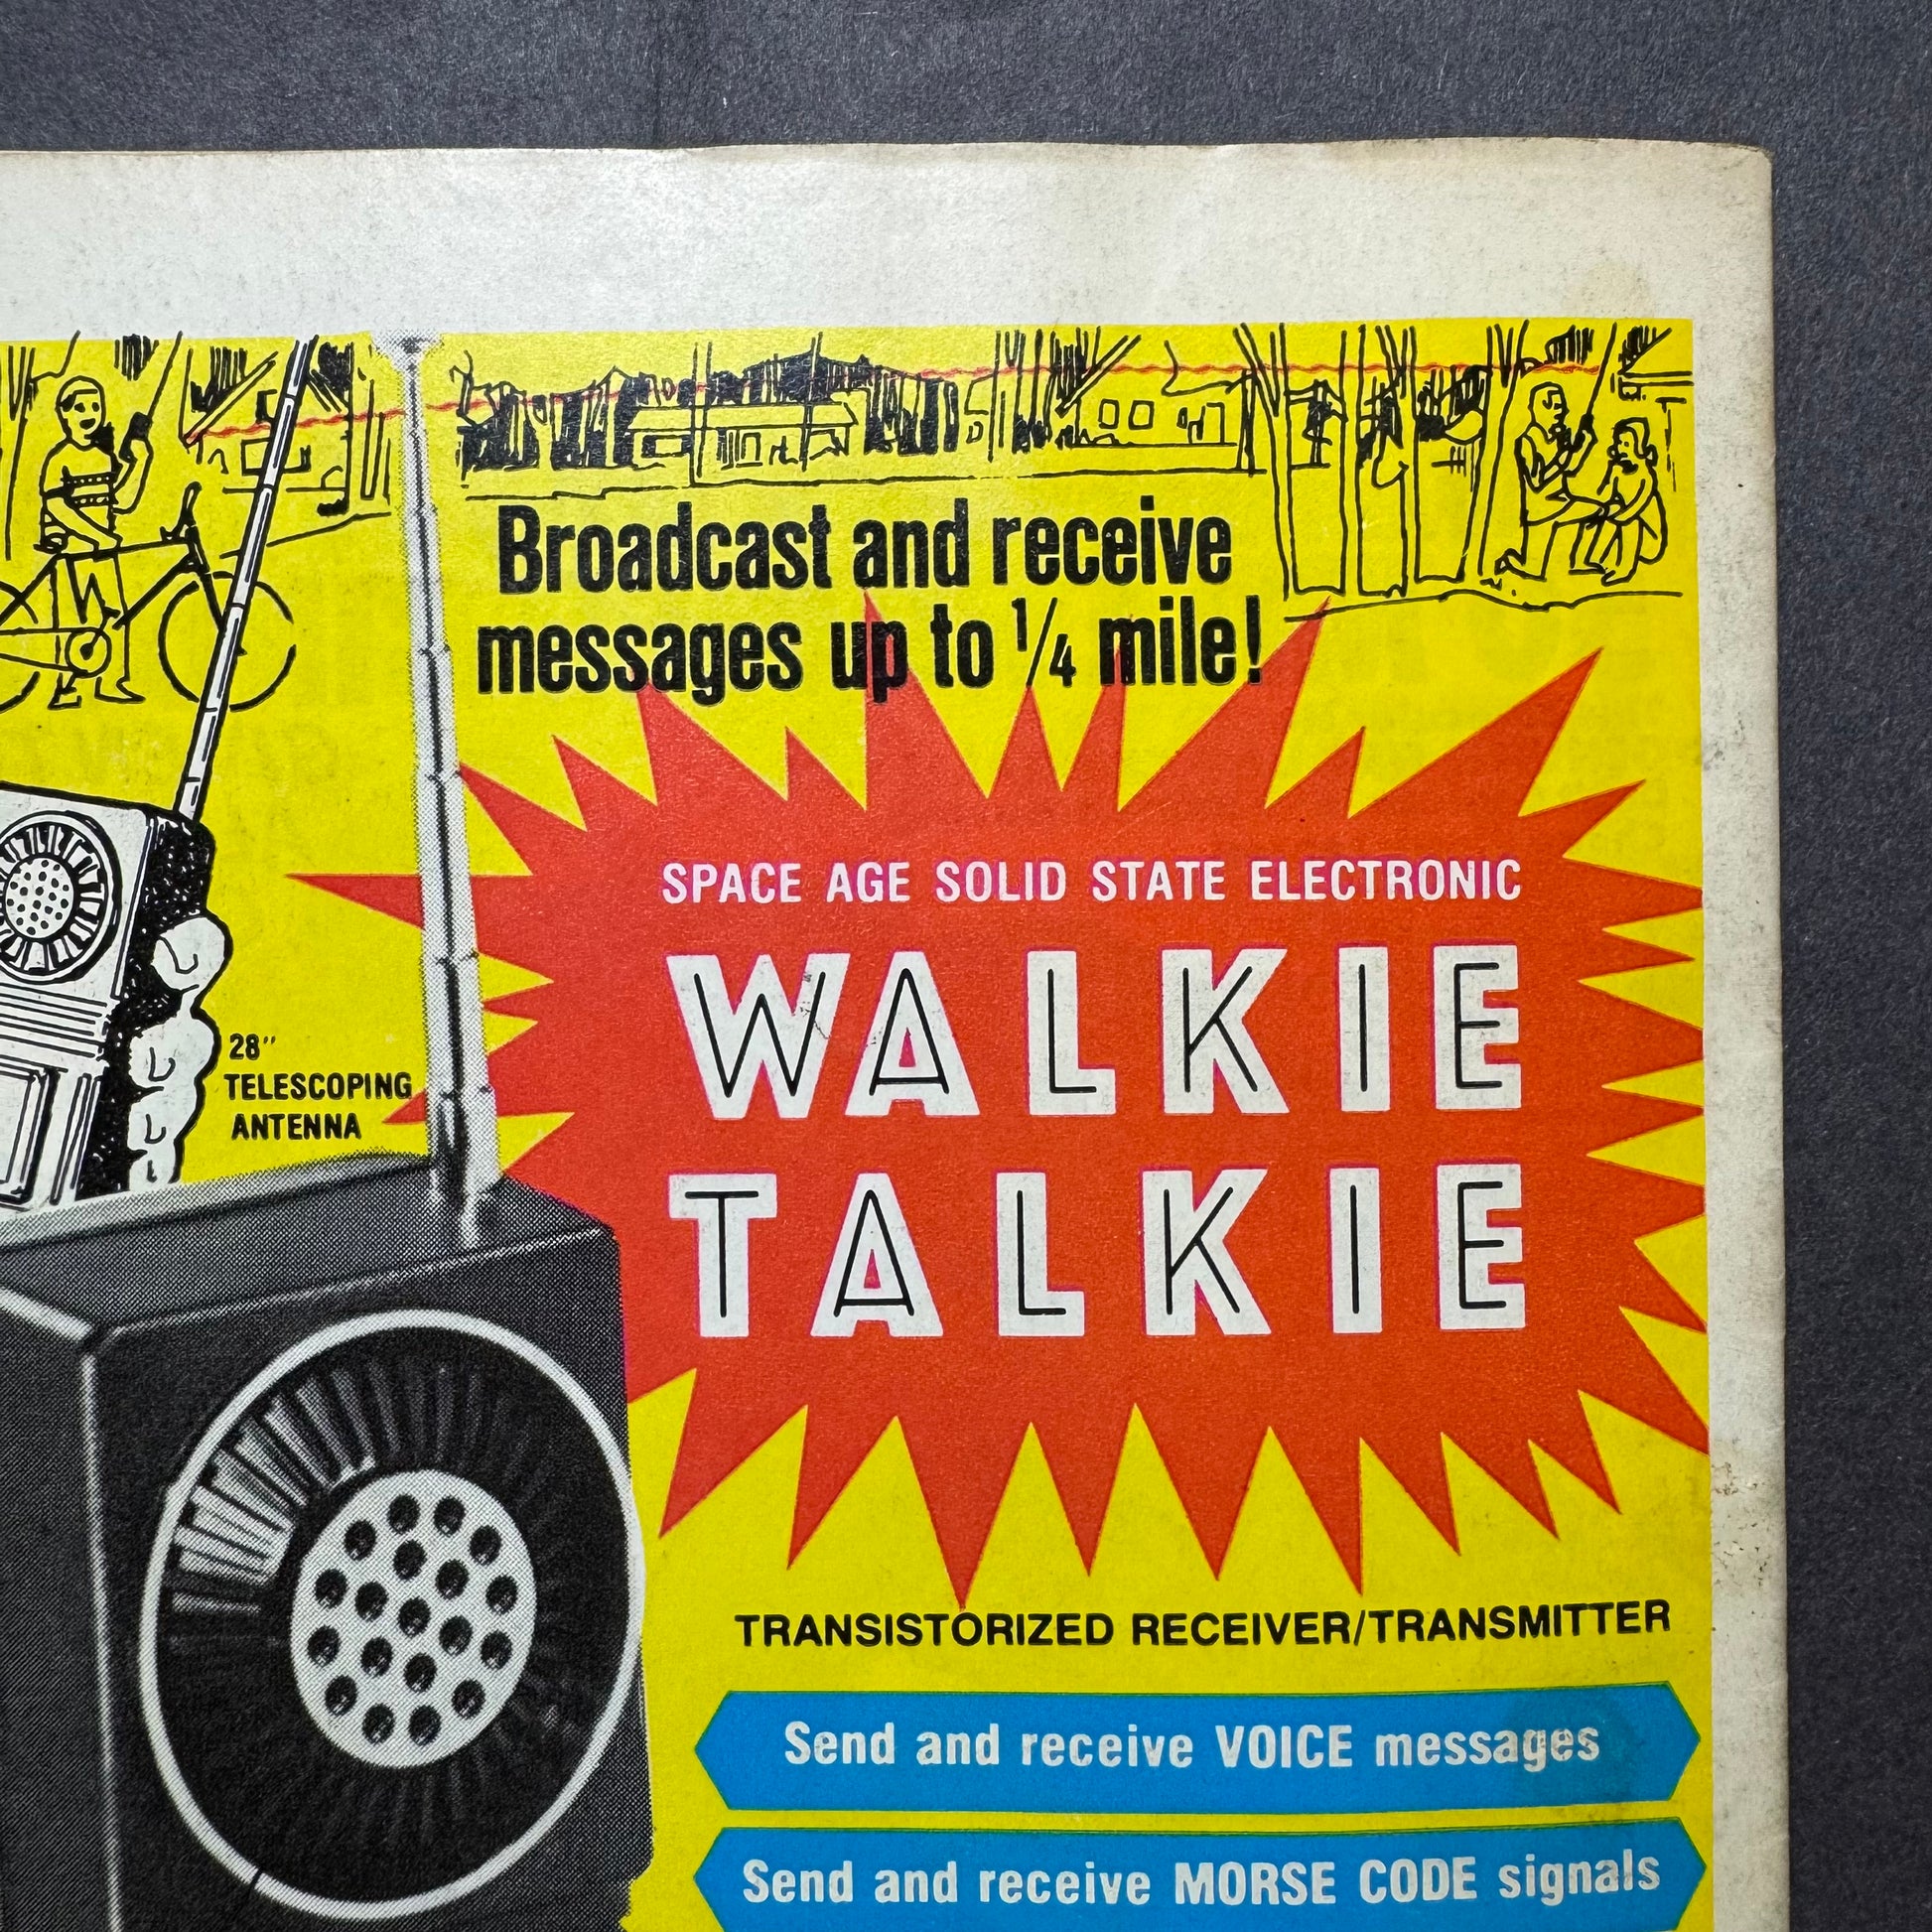 Broadcast and receive
messages up to 1/4 mile!
SPACE AGE SOLID STATE ELECTRONIC
WALKIE
TALKIE
28"
TELESCOPING
ANTENNA
TRANSISTORIZED RECEIVER/TRANSMITTER
Send and receive VOICE messages
Send and receive MORSE CODE signals